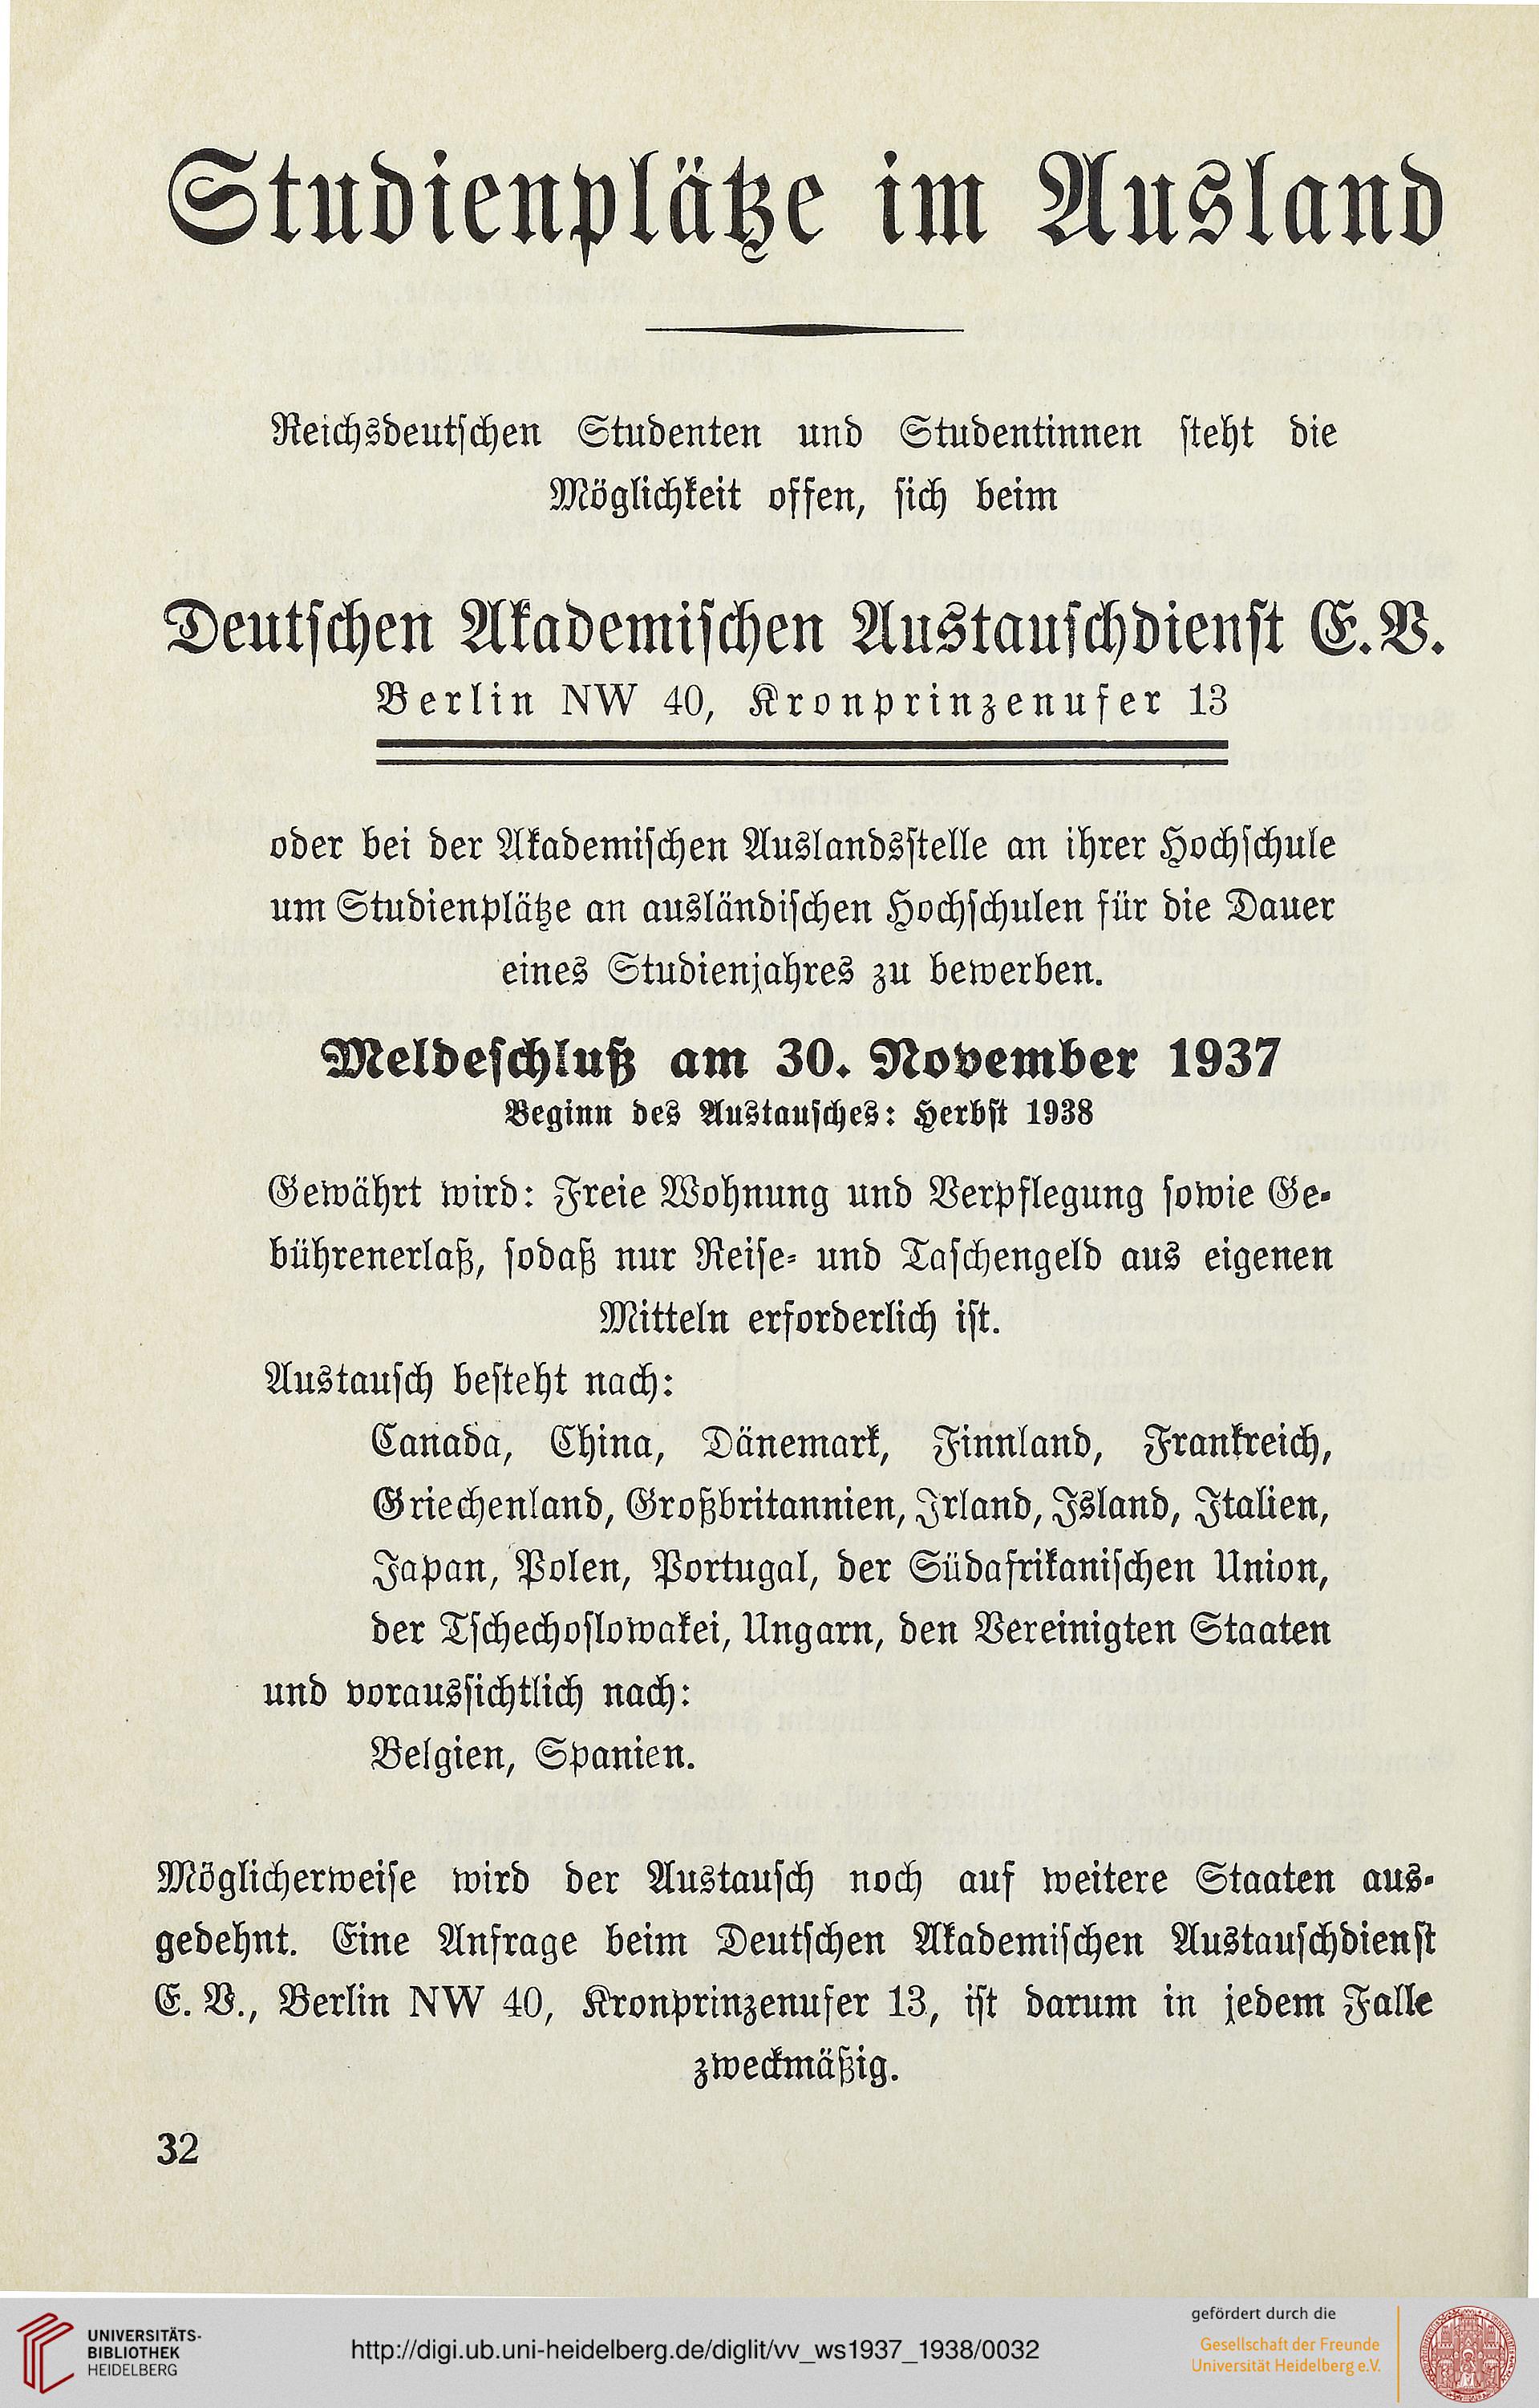 Studienplätze im Ausland
Reichsdeutschen Studenten und Studentinnen steht die
Möglichkeit offen, sich beim
Deutschen Akademischen Austauschdienst E.V.
Berlin NW 40, Kronprinzenufer 13
oder bei der Akademischen Auslandsstelle an ihrer Hochschule
um Studienplätze an ausländischen Hochschulen für die Dauer
eines Studienjahres zu bewerben.
Meldeschluß am 30. November 1937
Beginn des Austausches: Herbst 1938
Gewährt wird: Freie Wohnung und Verpflegung sowie Ge-
bührenerlaß, sodaß nur Reise- und Taschengeld aus eigenen
Mitteln erforderlich ist.
Austausch besteht nach:
Canada, China, Dänemark, Finnland, Frankreich,
Griechenland, Großbritannien, Irland, Island, Italien,
Japan, Polen, Portugal, der Südafrikanischen Union,
der Tschechoslowakei, Ungarn, den Vereinigten Staaten
und voraussichtlich nach:
Belgien, Spanien.
Möglicherweise wird der Austausch noch auf weitere Staaten aus-
gedehnt. Eine Anfrage beim Deutschen Akademischen Austauschdienst
E. V., Berlin NW 40, Kronprinzenufer 13, ist darum in jedem Falle
zweckmäßig.
32
UNIVERSITÄTS-
BIBLIOTHEK
HEIDELBERG
http://digi.ub.uni-heidelberg.de/diglit/vv_ws1937_1938/0032
gefördert durch die
Gesellschaft der Freunde
Universität Heidelberg e.V.